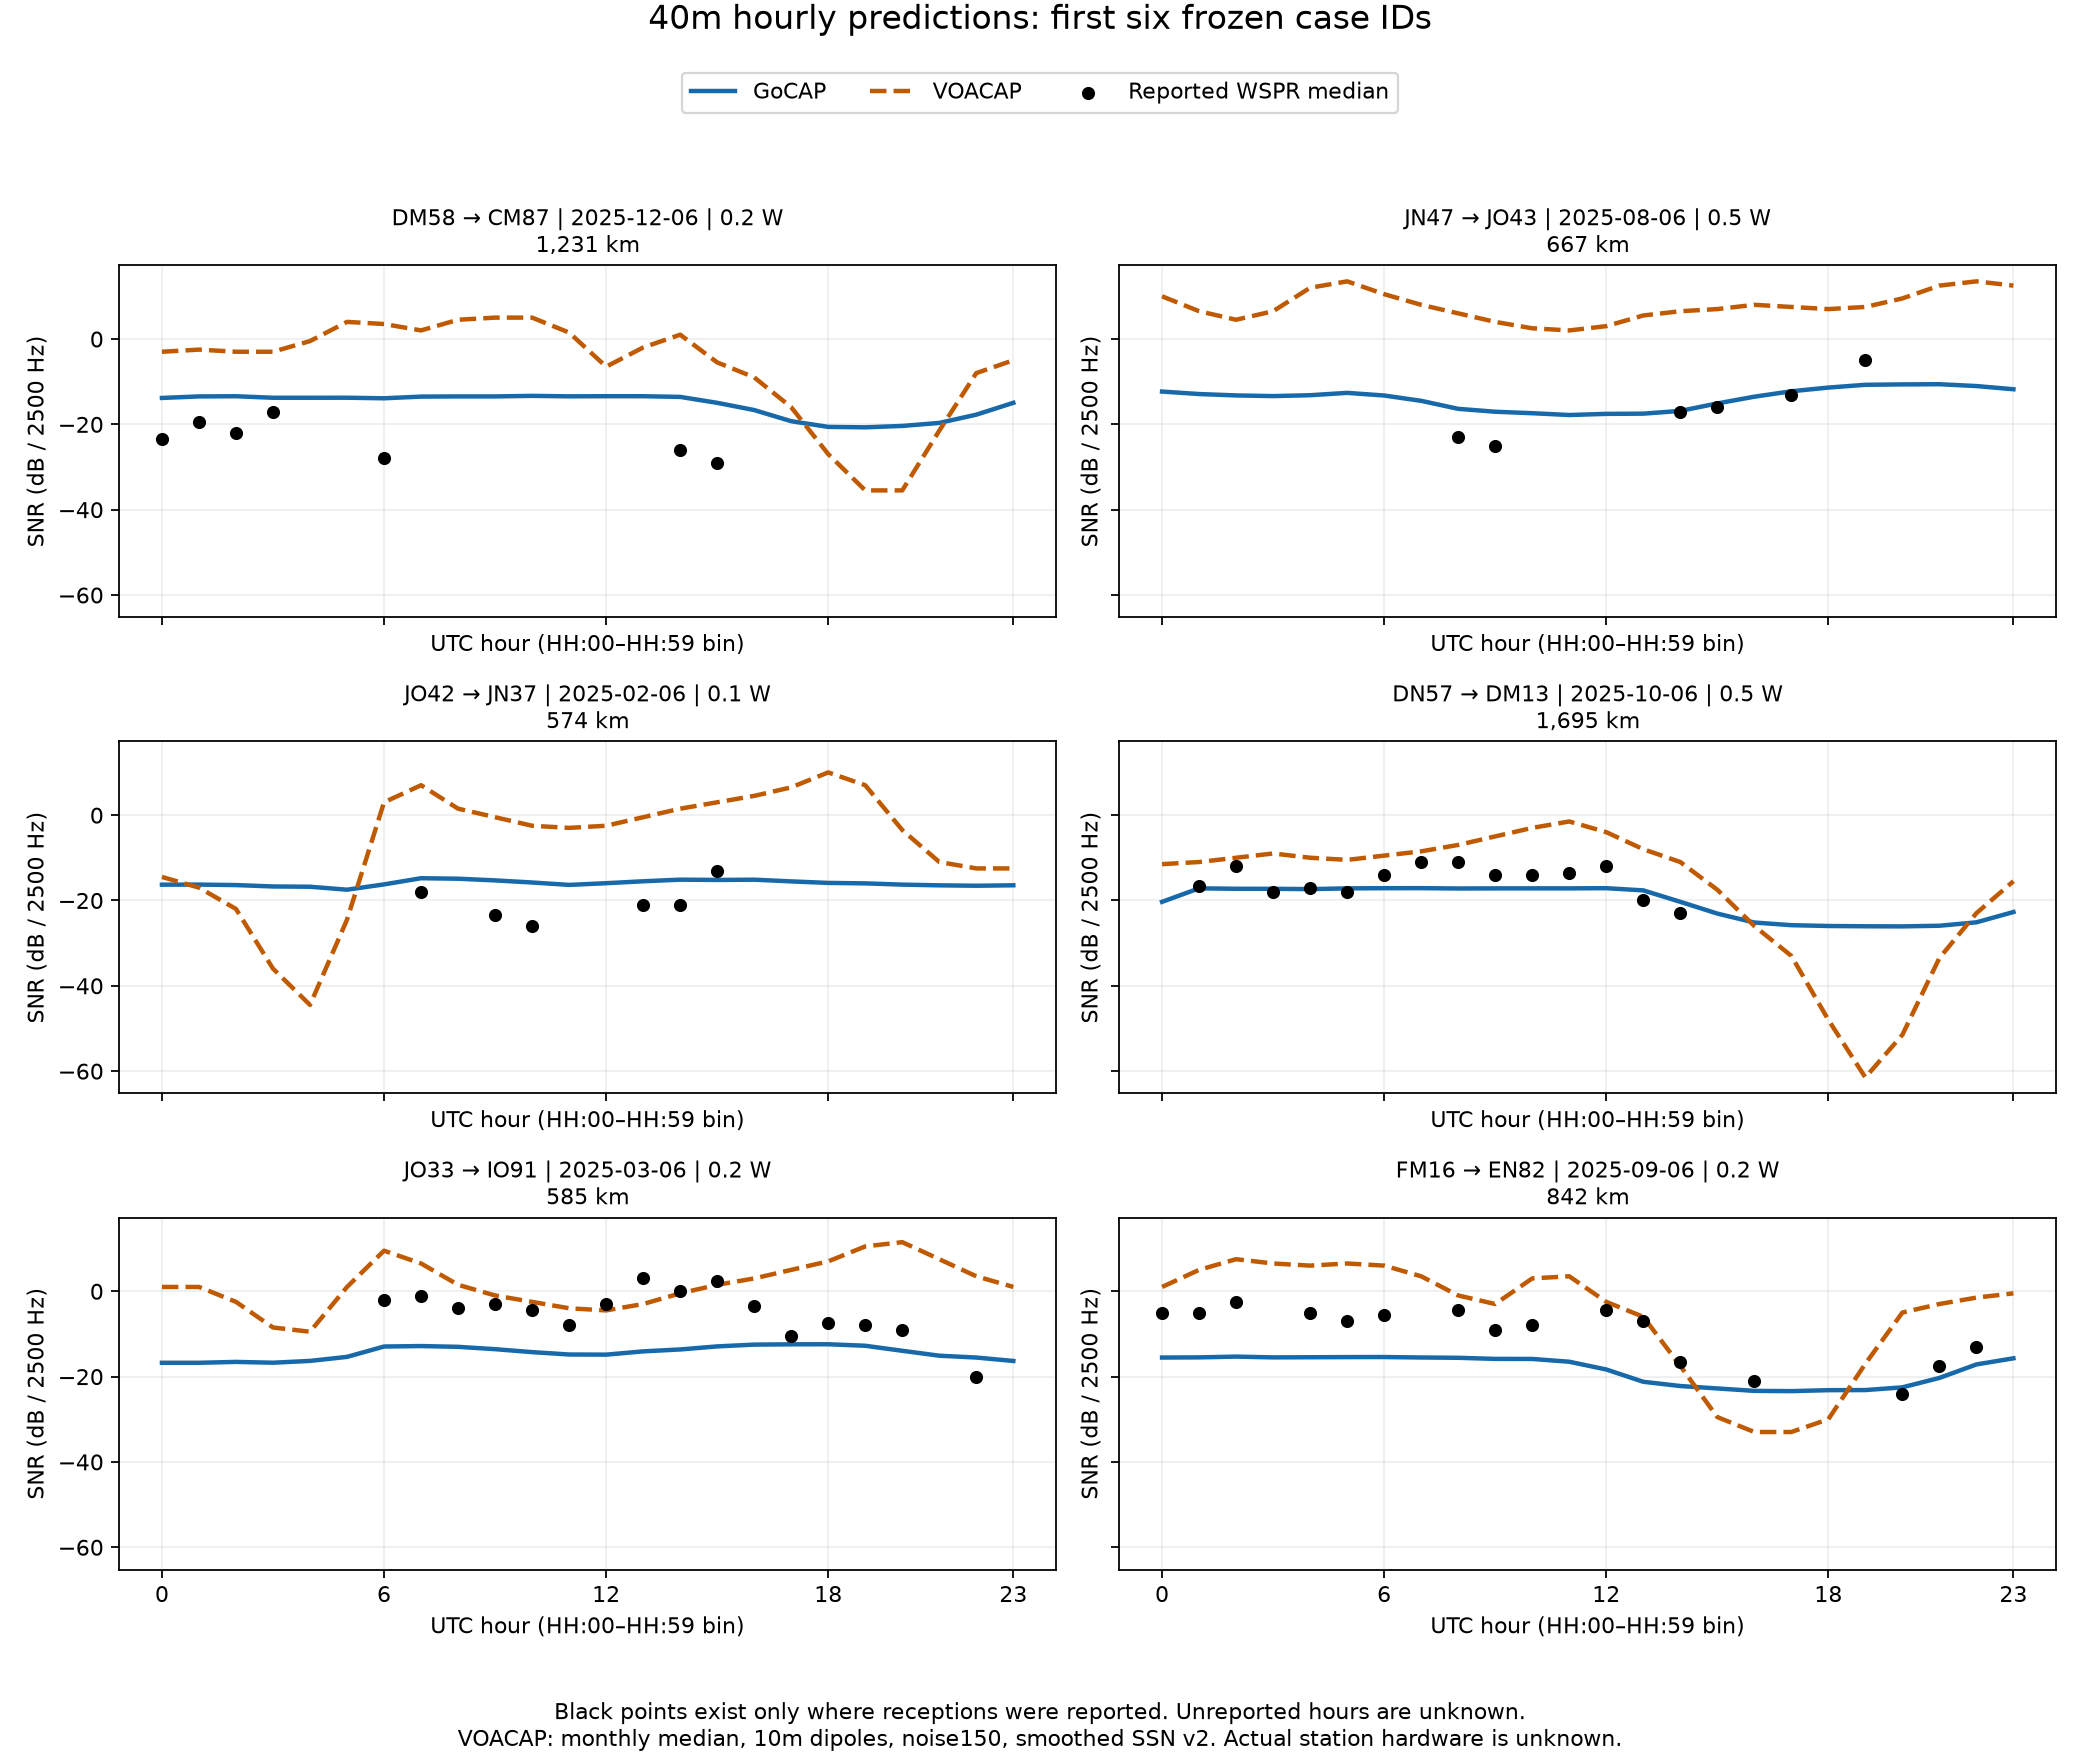 40m hourly predictions: first six frozen case IDs
GoCAP VOACAP Reported WSPR median
DM58 → CM87 | 2025-12-06 | 0.2 W
1,231 km
0
−20
−40
−60
SNR (dB / 2500 Hz)
UTC hour (HH:00–HH:59 bin)
JN47 → JO43 | 2025-08-06 | 0.5 W
667 km
SNR (dB / 2500 Hz)
UTC hour (HH:00–HH:59 bin)
JO42 → JN37 | 2025-02-06 | 0.1 W
574 km
0
−20
−40
−60
SNR (dB / 2500 Hz)
UTC hour (HH:00–HH:59 bin)
DN57 → DM13 | 2025-10-06 | 0.5 W
1,695 km
SNR (dB / 2500 Hz)
UTC hour (HH:00–HH:59 bin)
JO33 → IO91 | 2025-03-06 | 0.2 W
585 km
0
−20
−40
−60
SNR (dB / 2500 Hz)
0 6 12 18 23
UTC hour (HH:00–HH:59 bin)
FM16 → EN82 | 2025-09-06 | 0.2 W
842 km
SNR (dB / 2500 Hz)
0 6 12 18 23
UTC hour (HH:00–HH:59 bin)
Black points exist only where receptions were reported. Unreported hours are unknown.
VOACAP: monthly median, 10m dipoles, noise150, smoothed SSN v2. Actual station hardware is unknown.